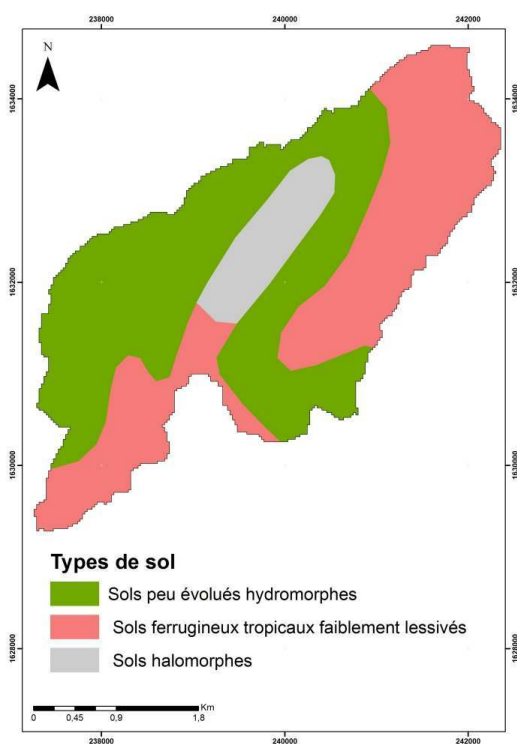 238000 240000 242000
N
1634000 1634000
1632000 1632000
1630000 1630000
Types de sol
Sols peu évolués hydromorphes
Sols ferrugineux tropicaux faiblement lessivés
Sols halomorphes
1628000 1628000
Km
0 0,45 0,9 1,8
238000 240000 242000